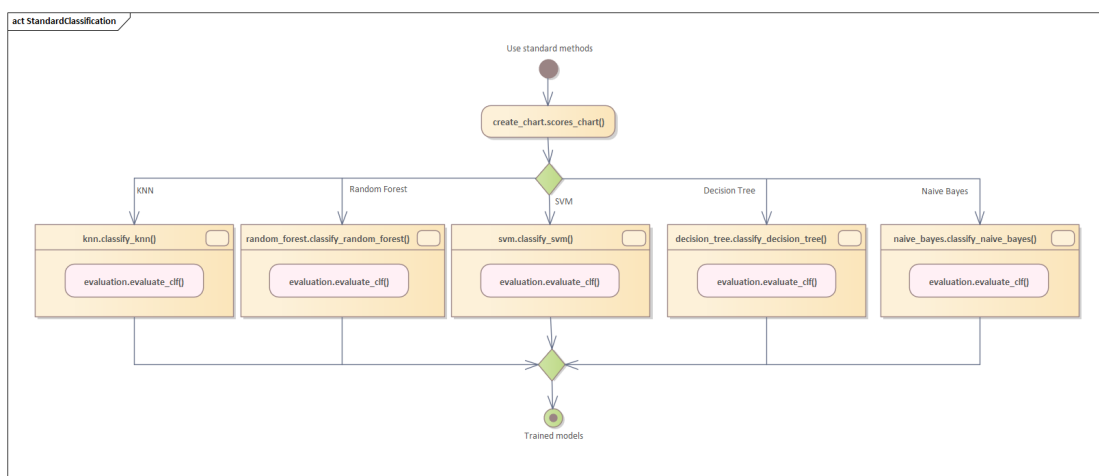 act StandardClassification
Use standard methods
create_chart.scores_chart()
KNN
Random Forest
SVM
Decision Tree
Naive Bayes
knn.classify_knn()
random_forest.classify_random_forest()
svm.classify_svm()
decision_tree.classify_decision_tree()
naive_bayes.classify_naive_bayes()
evaluation.evaluate_clf()
evaluation.evaluate_clf()
evaluation.evaluate_clf()
evaluation.evaluate_clf()
evaluation.evaluate_clf()
Trained models